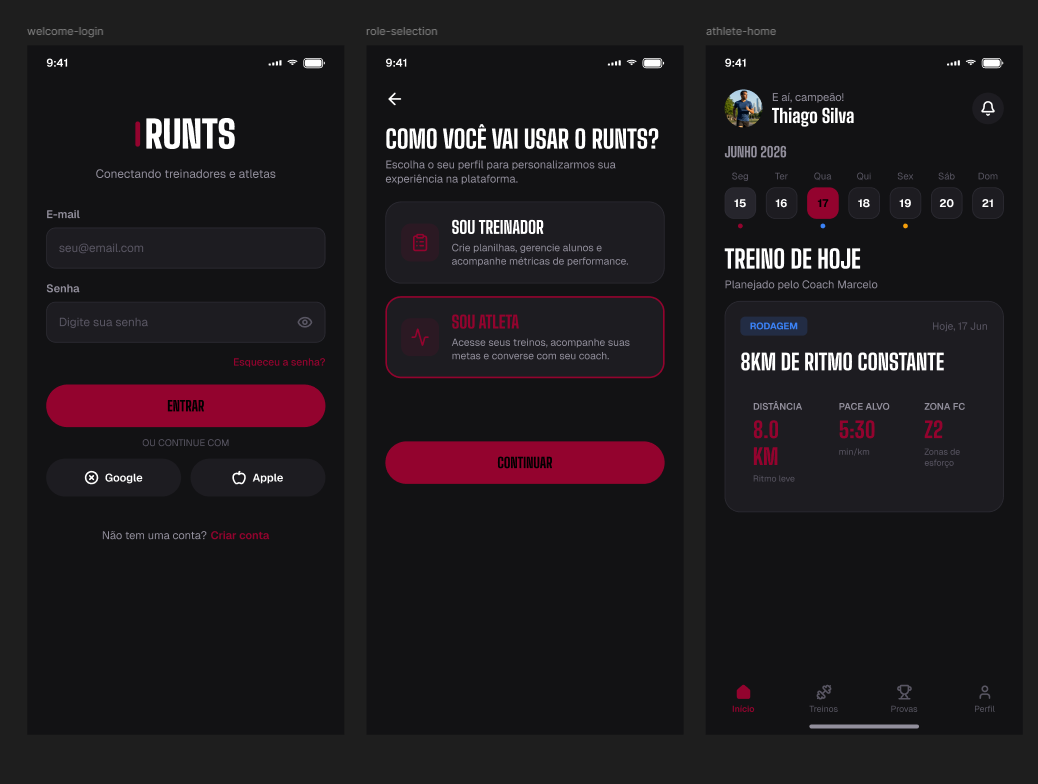 welcome-login
9:41
RUNTS
Conectando treinadores e atletas
E-mail
seu@email.com
Senha
Digite sua senha
Esqueceu a senha?
ENTRAR
OU CONTINUE COM
Google
Apple
Não tem uma conta? Criar conta
role-selection
9:41
COMO VOCÊ VAI USAR O RUNTS?
Escolha o seu perfil para personalizarmos sua
experiência na plataforma.
SOU TREINADOR
Crie planilhas, gerencie alunos e
acompanhe métricas de performance.
SOU ATLETA
Acesse seus treinos, acompanhe suas
metas e converse com seu coach.
CONTINUAR
athlete-home
9:41
E aí, campeão!
Thiago Silva
JUNHO 2026
Seg Ter Qua Qui Sex Sáb Dom
15 16 17 18 19 20 21
TREINO DE HOJE
Planejado pelo Coach Marcelo
RODAGEM
Hoje, 17 Jun
8KM DE RITMO CONSTANTE
DISTÂNCIA
8.0
KM
Ritmo leve
PACE ALVO
5:30
min/km
ZONA FC
Z2
Zonas de
esforço
Início Treinos Provas Perfil